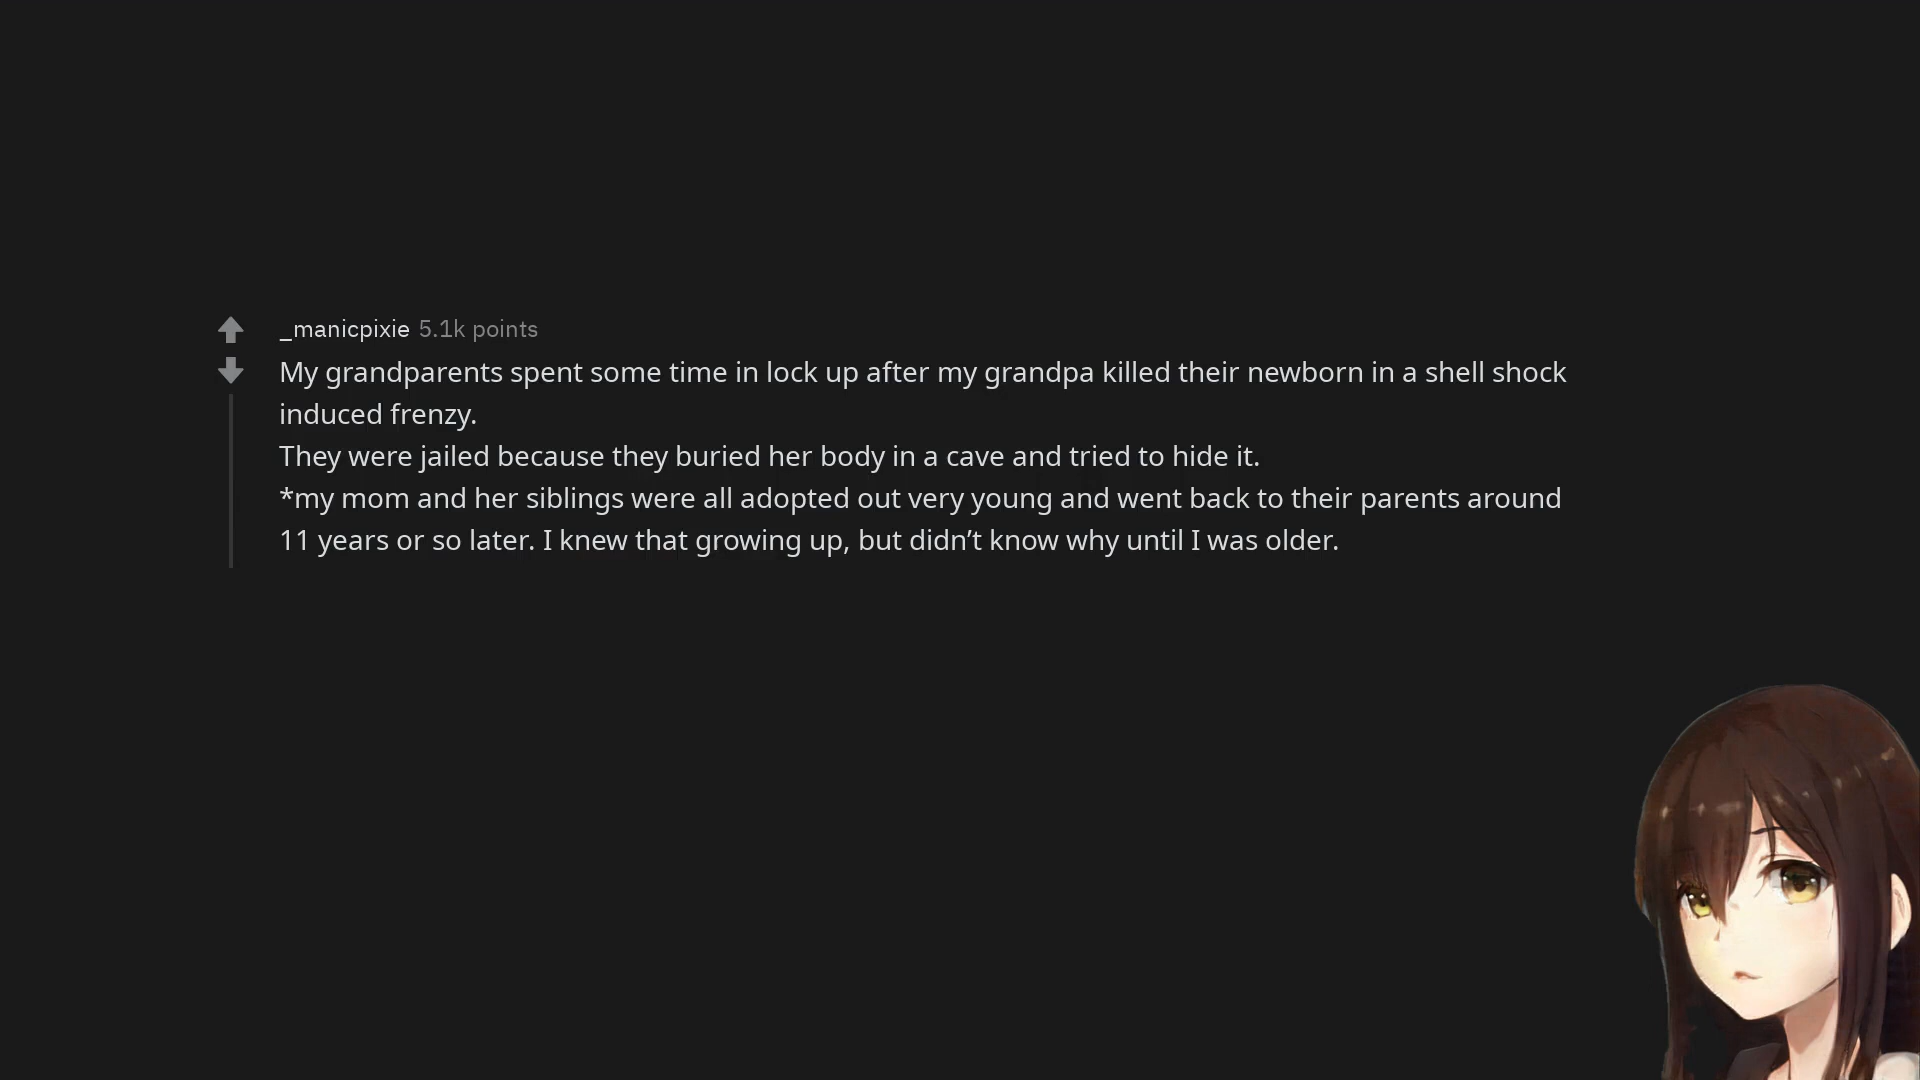 _manicpixie 5.1k points
My grandparents spent some time in lock up after my grandpa killed their newborn in a shell shock
induced frenzy.
They were jailed because they buried her body in a cave and tried to hide it.
*my mom and her siblings were all adopted out very young and went back to their parents around
11 years or so later. I knew that growing up, but didn’t know why until I was older.